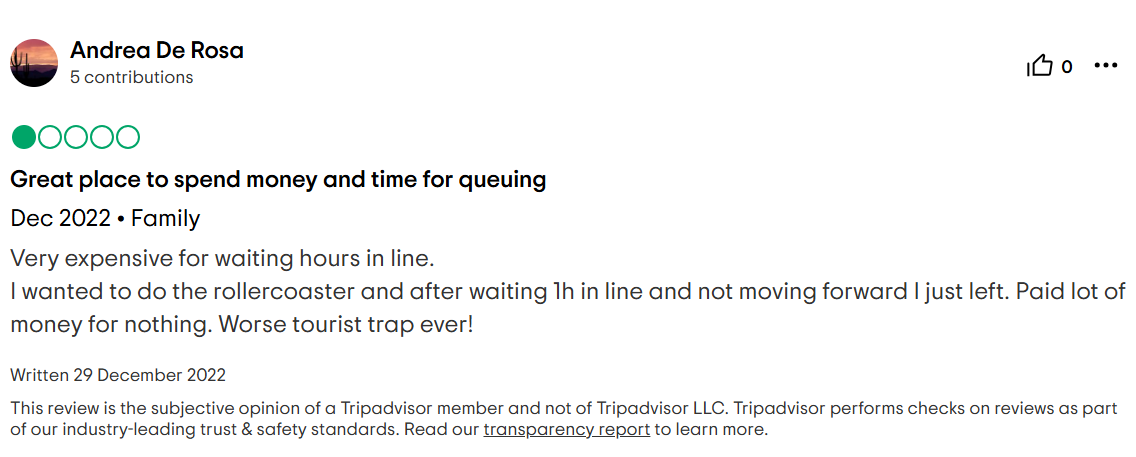 Andrea De Rosa
5 contributions
0
Great place to spend money and time for queuing
Dec 2022 • Family
Very expensive for waiting hours in line.
I wanted to do the rollercoaster and after waiting 1h in line and not moving forward I just left. Paid lot of
money for nothing. Worse tourist trap ever!
Written 29 December 2022
This review is the subjective opinion of a Tripadvisor member and not of Tripadvisor LLC. Tripadvisor performs checks on reviews as part
of our industry-leading trust & safety standards. Read our transparency report to learn more.